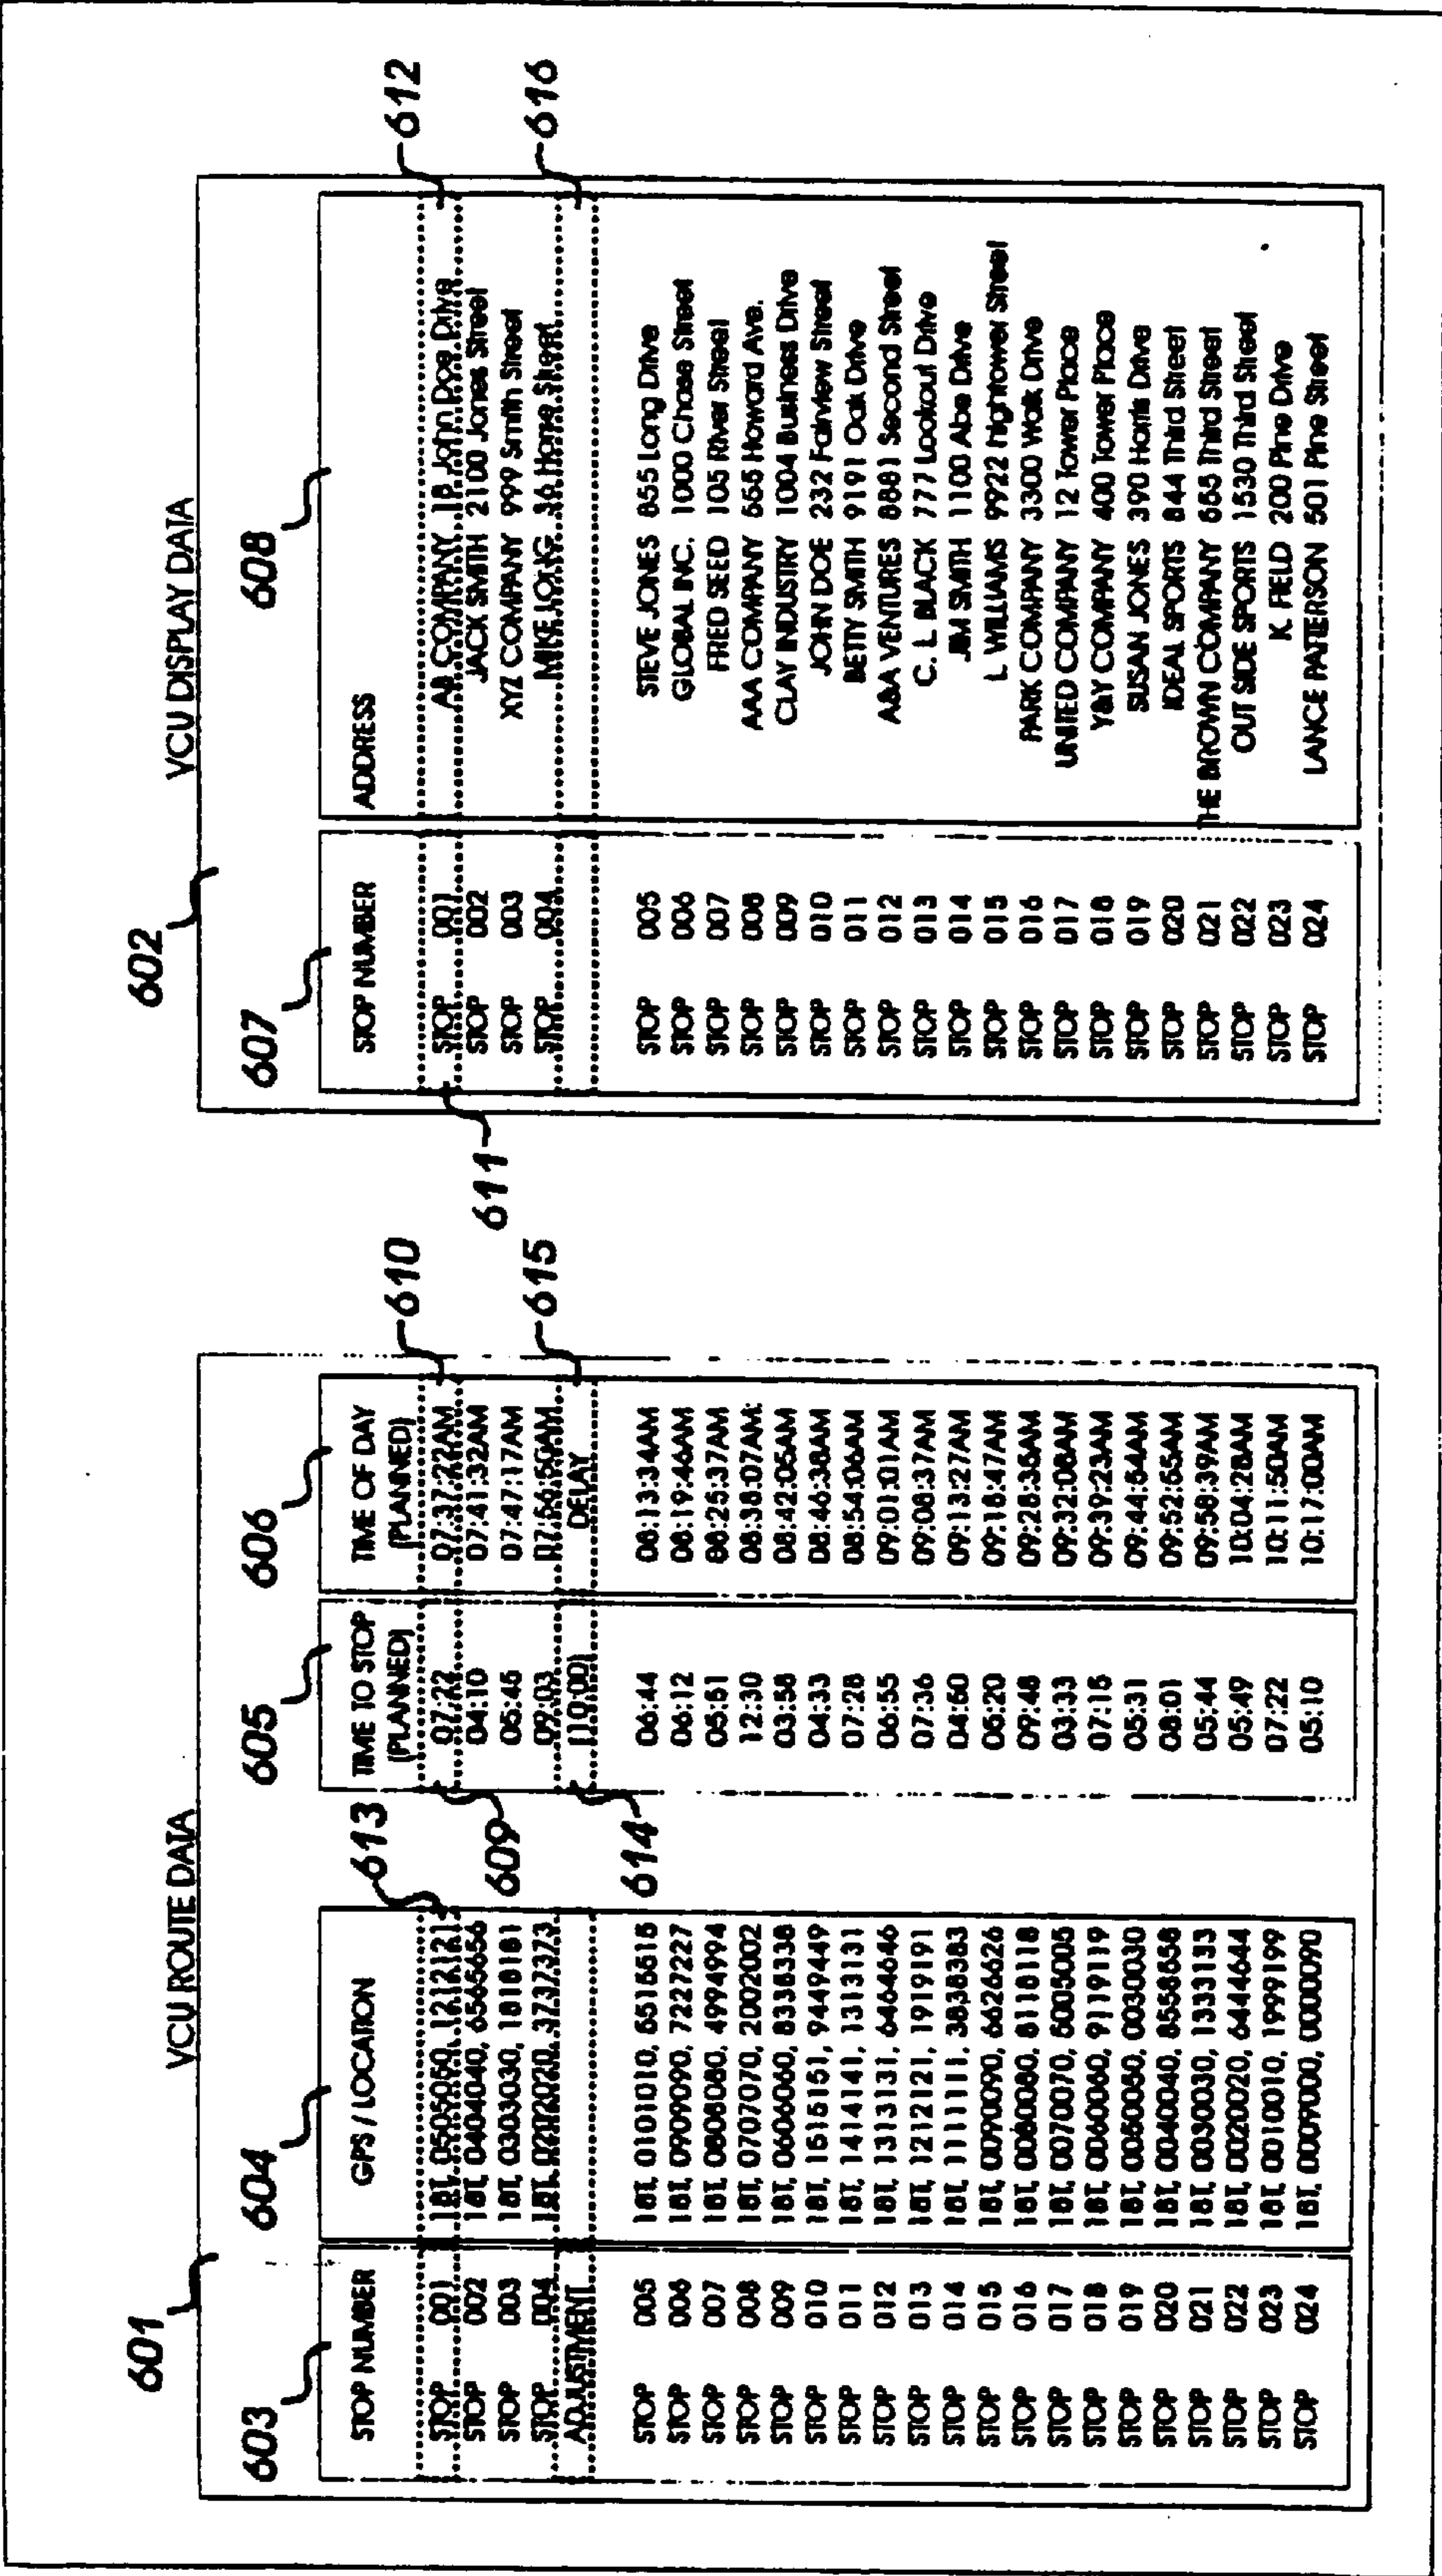 601
VCU ROUTE DATA
603
604
605
606
STOP NUMBER GPS / LOCATION TIME TO STOP (PLANNED) TIME OF DAY (PLANNED)
613
610
STOP 001 18T, 0505050, 1212121 07:22 07:37:22AM
STOP 002 18T, 0404040, 6565656 04:10 07:41:32AM
609
STOP 003 18T, 0303030, 1818181 05:45 07:47:17AM
STOP 004 18T, 0202020, 3737373 09:03 07:56:50AM
615
ADJUSTMENT [10:00] DELAY
614
STOP 005 18T, 0101010, 5515515 06:44 08:13:34AM
STOP 006 18T, 0909090, 7227227 06:12 08:19:46AM
STOP 007 18T, 0808080, 4994994 05:51 08:25:37AM
STOP 008 18T, 0707070, 2002002 12:30 08:38:07AM
STOP 009 18T, 0606060, 8338338 03:58 08:42:05AM
STOP 010 18T, 1515151, 9449449 04:33 08:46:38AM
STOP 011 18T, 1414141, 1313131 07:28 08:54:06AM
STOP 012 18T, 1313131, 6464646 06:55 09:01:01AM
STOP 013 18T, 1212121, 1919191 07:36 09:08:37AM
STOP 014 18T, 1111111, 3838383 04:50 09:13:27AM
STOP 015 18T, 0090090, 6626626 05:20 09:18:47AM
STOP 016 18T, 0080080, 8118118 09:48 09:28:35AM
STOP 017 18T, 0070070, 5005005 03:33 09:32:08AM
STOP 018 18T, 0060060, 9119119 07:15 09:39:23AM
STOP 019 18T, 0050050, 0030030 05:31 09:44:54AM
STOP 020 18T, 0040040, 8558558 08:01 09:52:55AM
STOP 021 18T, 0030030, 1333133 05:44 09:58:39AM
STOP 022 18T, 0020020, 6444644 05:49 10:04:28AM
STOP 023 18T, 0010010, 1999199 07:22 10:11:50AM
STOP 024 18T, 0009000, 0000090 05:10 10:17:00AM
602
VCU DISPLAY DATA
607
608
STOP NUMBER ADDRESS
612
STOP 001 AB COMPANY John Doe Drive
611
STOP 002 JACK SMITH 2100 Jones Street
STOP 003 XYZ COMPANY 999 Smith Street
STOP 004 MIKE LONG 36 Horse Street
616
STOP 005 STEVE JONES 855 Long Drive
STOP 006 GLOBAL INC. 1000 Chase Street
STOP 007 FRED SEED 105 River Street
STOP 008 AAA COMPANY 555 Howard Ave.
STOP 009 CLAY INDUSTRY 1004 Business Drive
STOP 010 JOHN DOE 232 Fairview Street
STOP 011 BETTY SMITH 9191 Oak Drive
STOP 012 A&A VENTURES 8881 Second Street
STOP 013 C. L BLACK 777 Lookout Drive
STOP 014 JIM SMITH 1100 Abe Drive
STOP 015 L WILLIAMS 9922 Hightower Street
STOP 016 PARK COMPANY 3300 Walk Drive
STOP 017 UNITED COMPANY 12 Tower Place
STOP 018 Y&Y COMPANY 400 Tower Place
STOP 019 SUSAN JONES 390 Harris Drive
STOP 020 IDEAL SPORTS 844 Third Street
STOP 021 THE BROWN COMPANY 665 Third Street
STOP 022 OUT SIDE SPORTS 1530 Third Street
STOP 023 K. FIELD 200 Pine Drive
STOP 024 LANCE PATTERSON 501 Pine Street